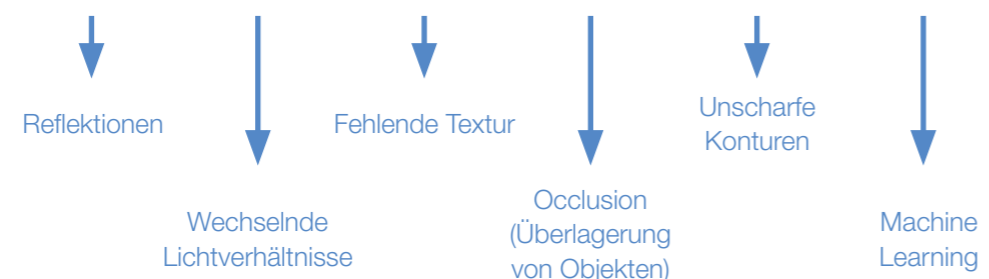 Reflektionen
Wechselnde
Lichtverhältnisse
Fehlende Textur
Occlusion
(Überlagerung
von Objekten)
Unscharfe
Konturen
Machine
Learning